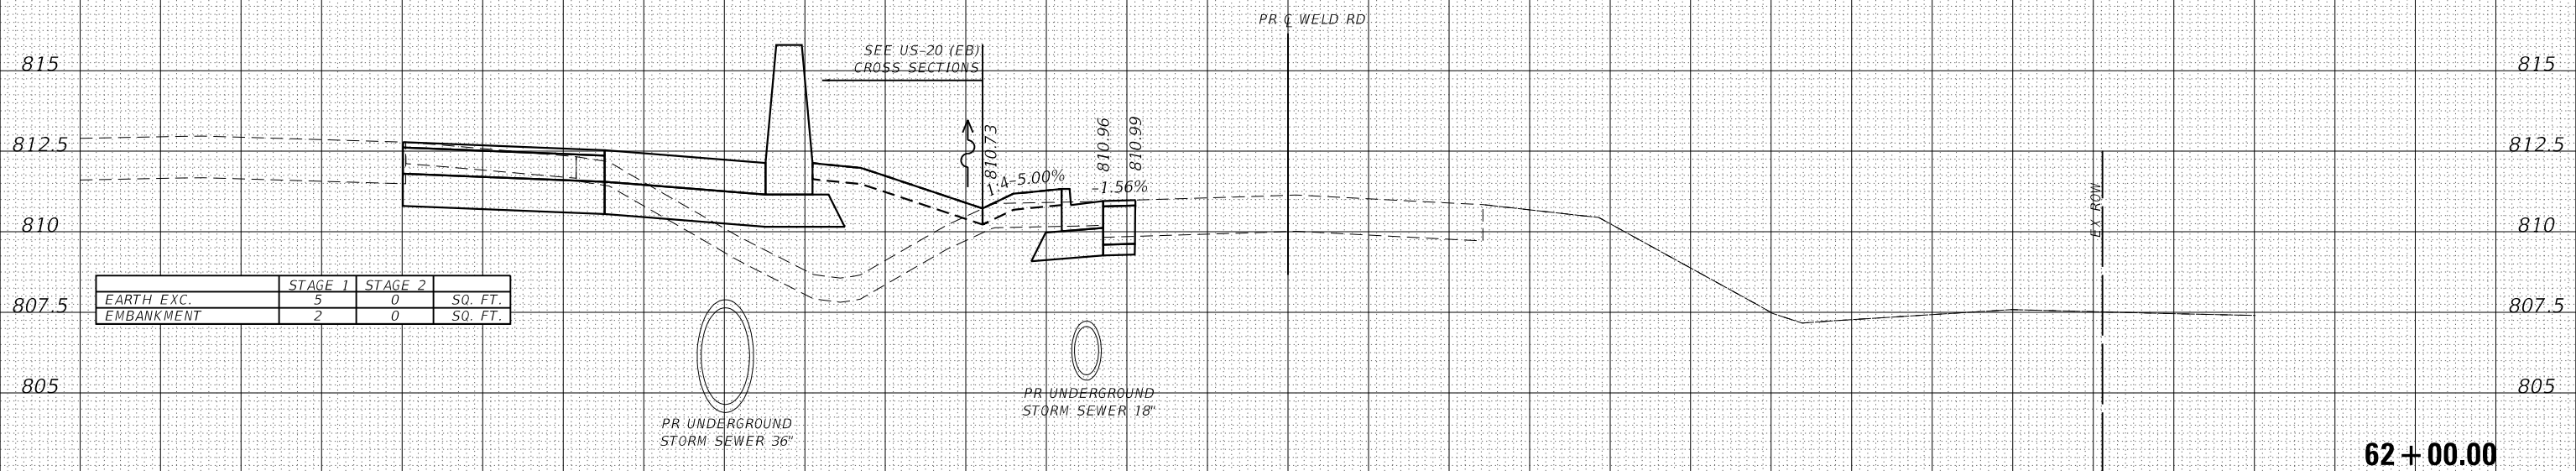 PR ℄ WELD RD
SEE US-20 (EB)
CROSS SECTIONS
815
815
812.5
812.5
810.73
810.96
810.99
1:4
-5.00%
-1.56%
EX ROW
810
810
STAGE 1 STAGE 2
EARTH EXC. 5 0 SQ. FT.
EMBANKMENT 2 0 SQ. FT.
807.5
807.5
805
805
PR UNDERGROUND
STORM SEWER 36"
PR UNDERGROUND
STORM SEWER 18"
62+00.00